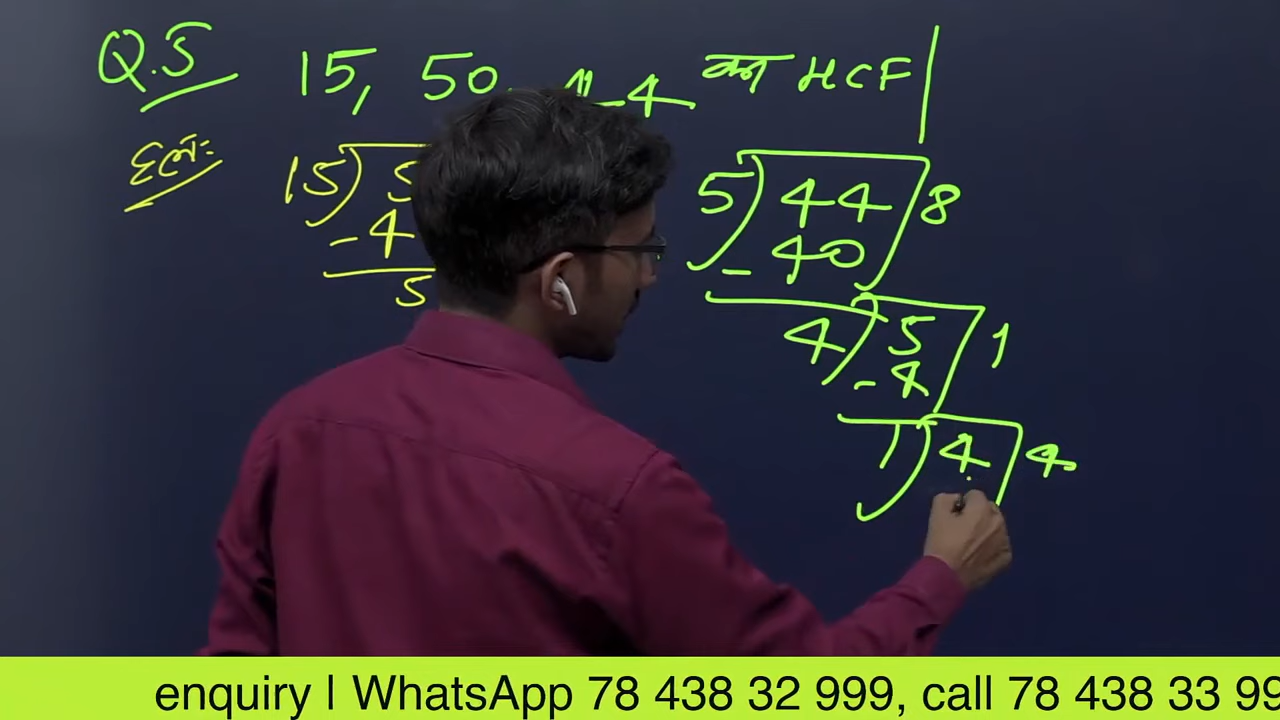 Q.5 15, 50, 44 का HCF
हल:
15) 5
- 4
5
5) 44 8
- 40
4) 5 1
- 4
1) 4 4
enquiry | WhatsApp 78 438 32 999, call 78 438 33 99